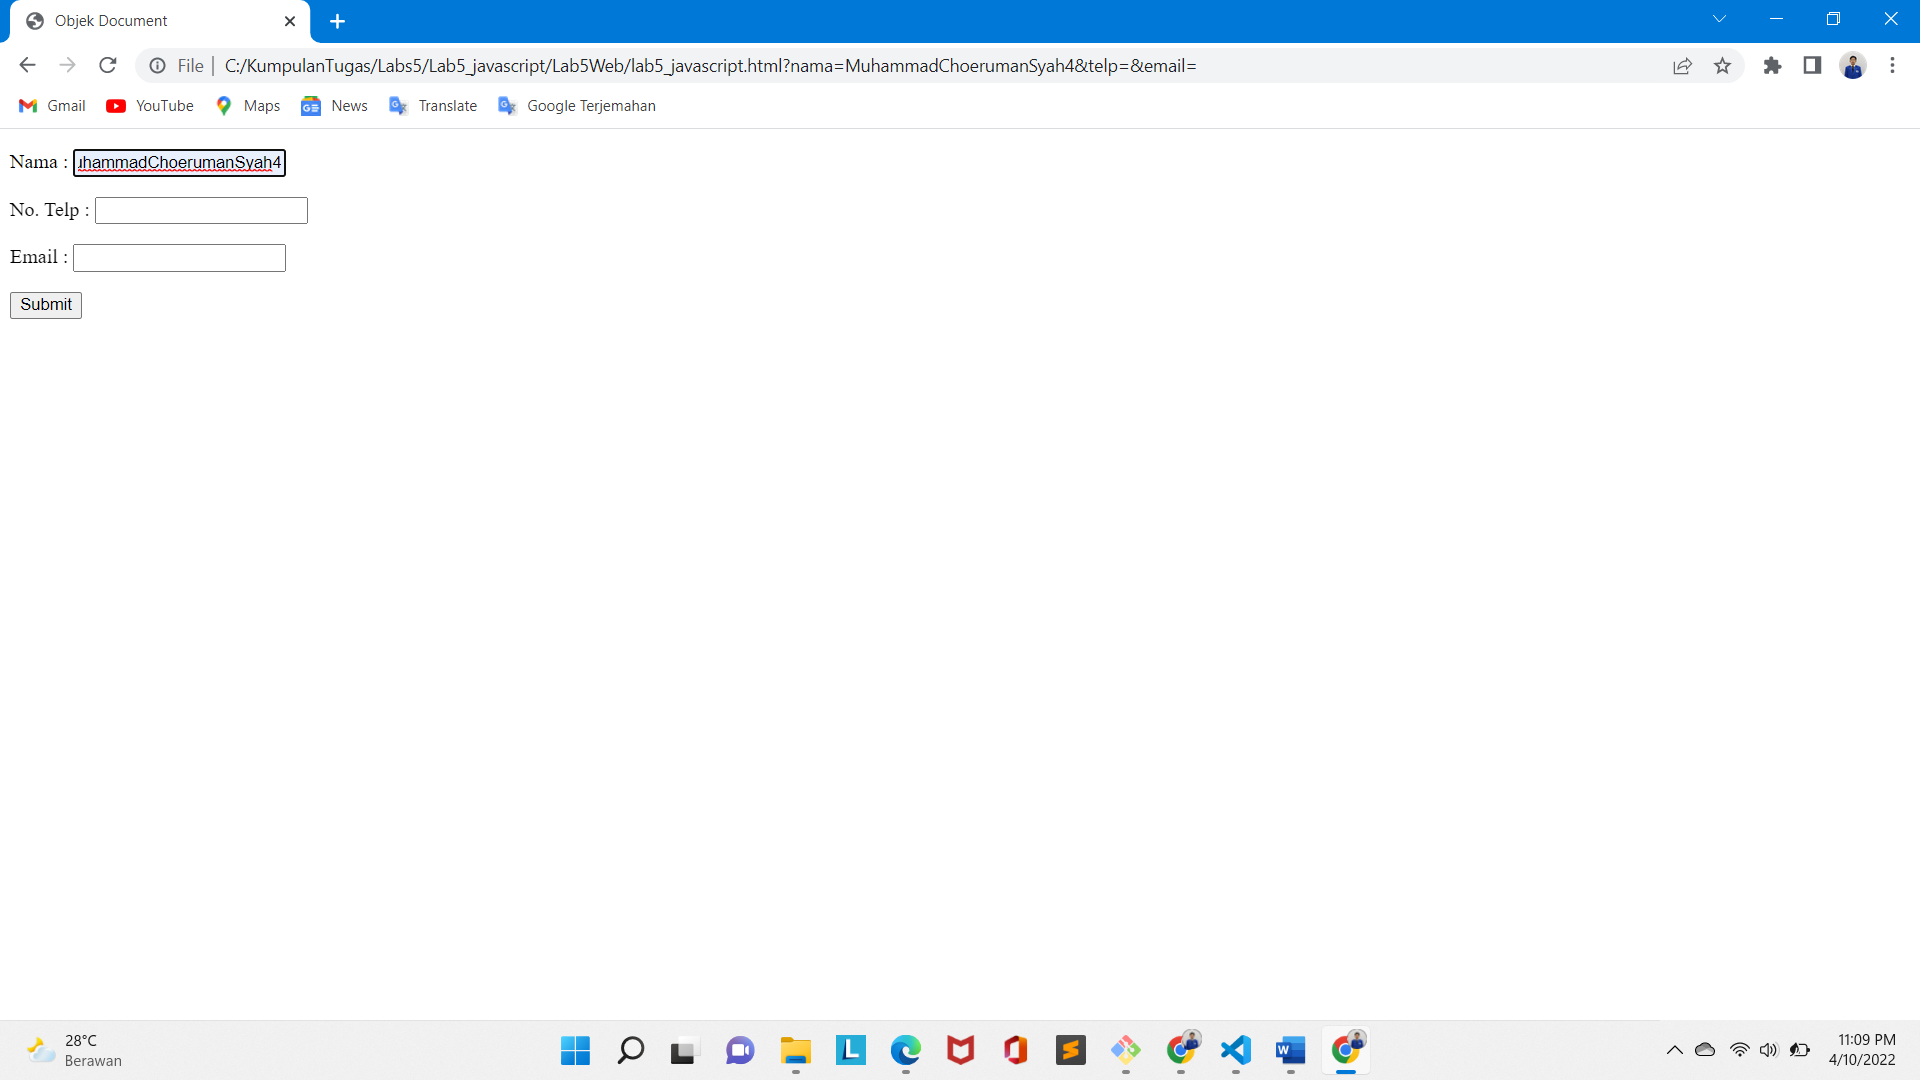 Objek Document
File | C:/KumpulanTugas/Labs5/Lab5_javascript/Lab5Web/lab5_javascript.html?nama=MuhammadChoerumanSyah4&telp=&email=
Gmail YouTube Maps News Translate Google Terjemahan
Nama : uhammadChoerumanSyah4
No. Telp :
Email :
Submit
28°C
Berawan
11:09 PM
4/10/2022